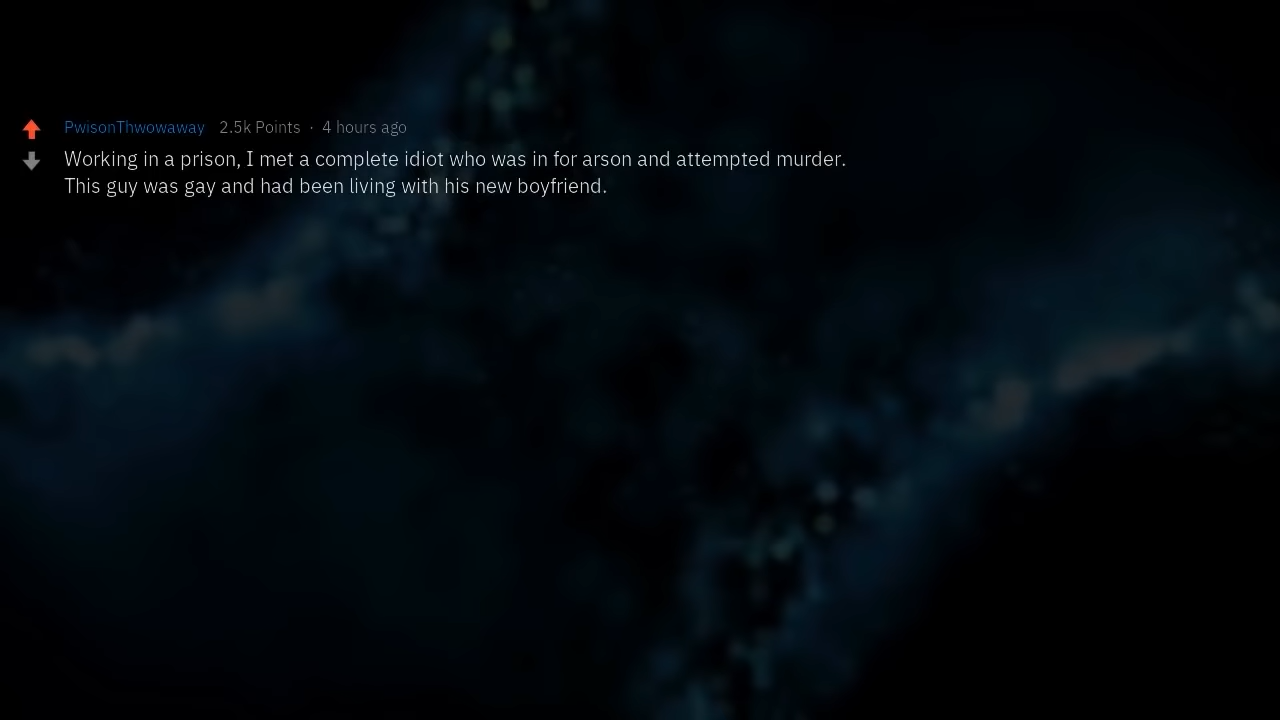 PwisonThwowaway 2.5k Points · 4 hours ago
Working in a prison, I met a complete idiot who was in for arson and attempted murder.
This guy was gay and had been living with his new boyfriend.